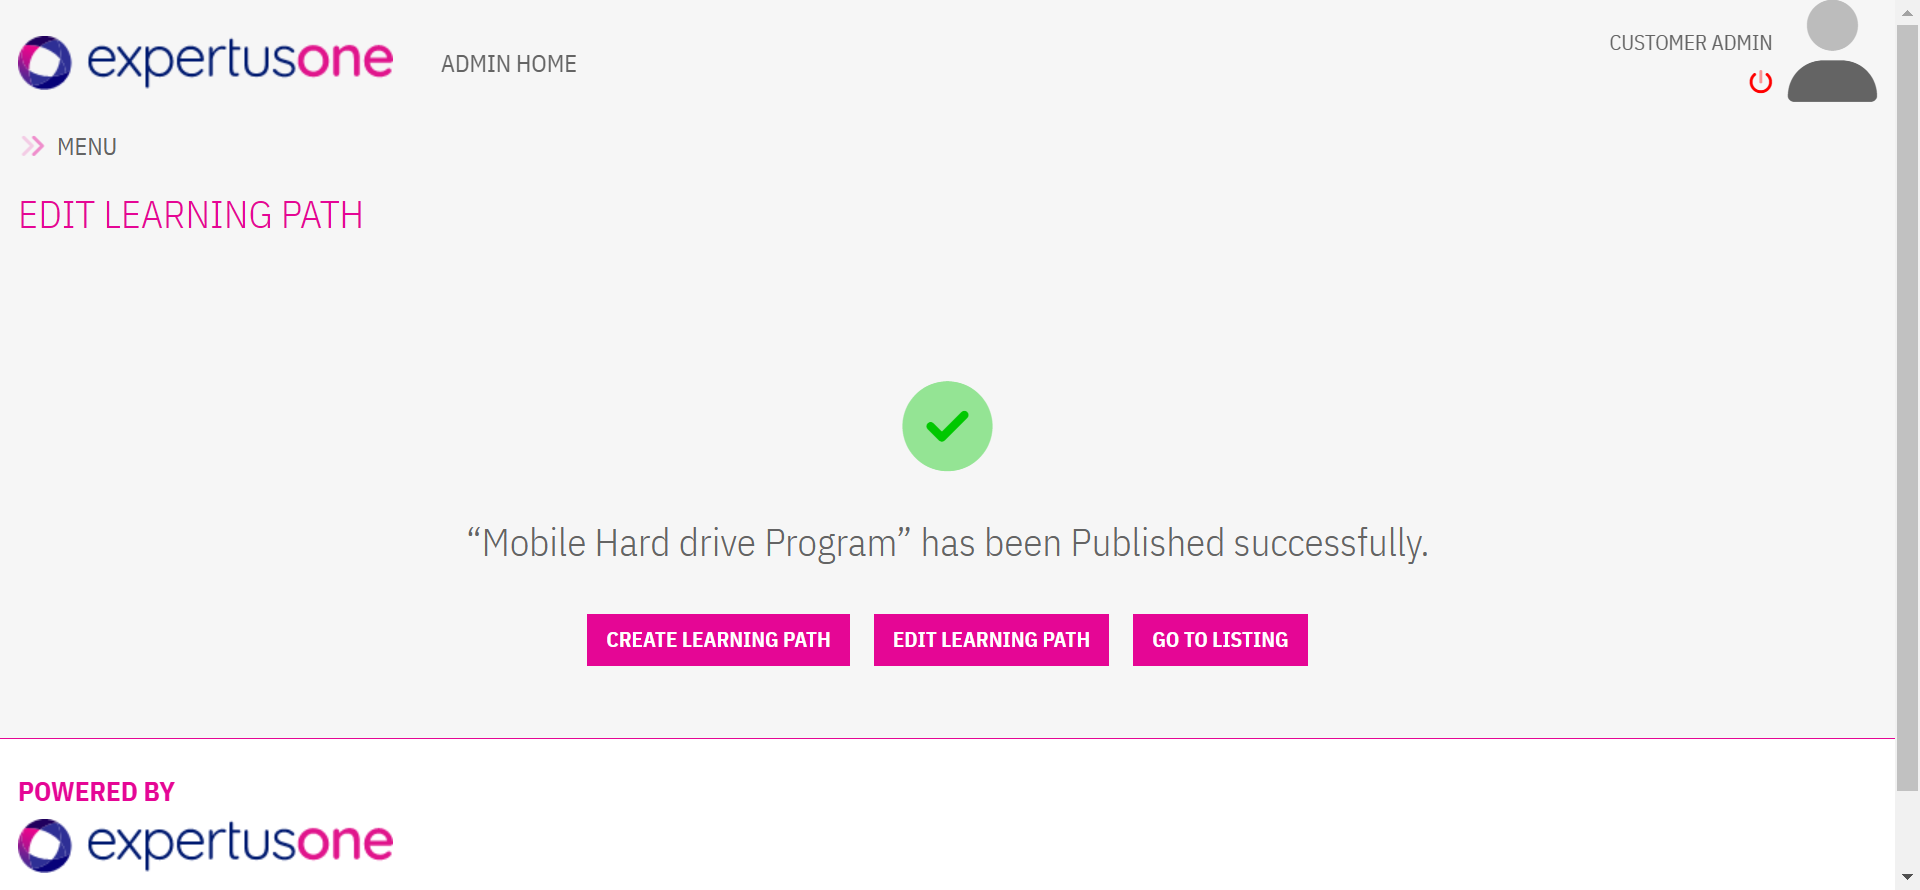 expertusone
ADMIN HOME
CUSTOMER ADMIN
MENU
EDIT LEARNING PATH
“Mobile Hard drive Program” has been Published successfully.
CREATE LEARNING PATH
EDIT LEARNING PATH
GO TO LISTING
POWERED BY
expertusone